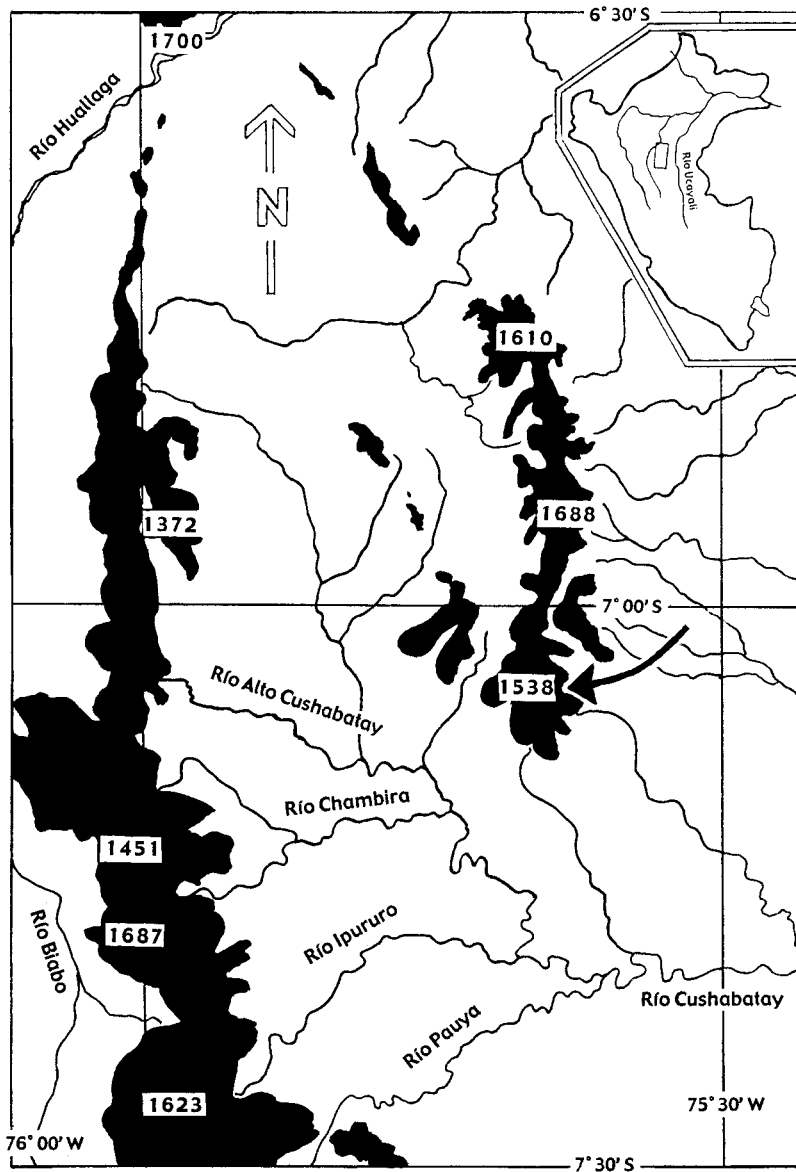 6° 30' S
1700
Río Huallaga
N
Río Ucayali
1610
1372
1688
7° 00' S
Río Alto Cushabatay
1538
Río Chambira
1451
1687
Río Biabo
Río Ipururo
Río Cushabatay
Río Pauya
1623
75° 30' W
76° 00' W
7° 30' S